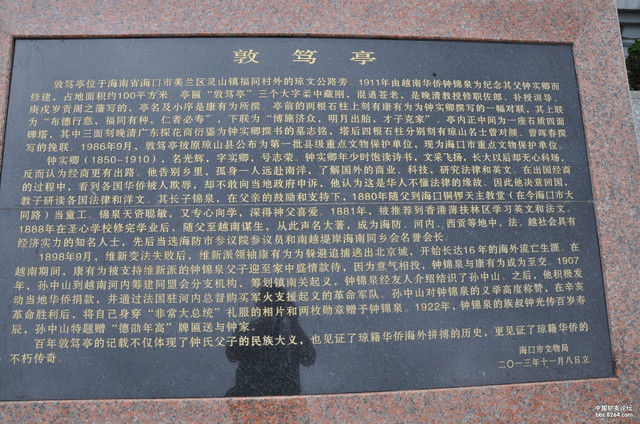 敦笃亭
敦笃亭位于海南省海口市美兰区灵山镇福同村外的琼文公路旁。1911年由越南华侨钟锦泉为纪念其父钟实卿而
修建，占地面积约100平方米。亭匾“敦笃亭”三个大字柔中藏刚，混逍苍老，是晚清教授修职佐郎、补授训导、
庚戌岁贡周之藩写的，亭名及小序是康有为所撰。亭前的两根石柱上刻有康有为为钟实卿撰写的一幅对联，其上联
为“布德行惠，福同有种，仁者必寿”，下联为“博施济众，明月出胎，才子克家”。亭内正中间为一座石质四面
碑塔，其中三面刻晚清广东探花商衍鎏为钟实卿撰书的墓志铭，塔后四根石柱分别刻有琼山名士曾对颜、曾晖春撰
写的挽联。1986年9月，敦笃亭被原琼山县公布为第一批县级重点文物保护单位，现为海口市重点文物保护单位。
钟实卿（1850-1910），名光辉，字实卿，号志荣。钟实卿年少时饱读诗书，文采飞扬，长大以后却无心科场，
反而认为经商更有出路。他告别乡里，孤身一人远赴南洋，了解国外的商业、科技，研究法律和英文。在出国经商
的过程中，看到各国华侨被人欺辱，却不敢向当地政府申诉，他认为这是华人不懂法律的缘故。因此他决意回国，
教子研读各国法律和洋文。其长子锦泉，在父亲的鼓励和支持下，1880年随父到海口铜锣天主教堂（在今海口市大
同路）当童工。锦泉天资聪敏，又专心向学，深得神父喜爱。1881年，被推荐到香港薄扶林区学习英文和法文。
1888年在圣心学校修完学业后，随父至越南谋生，从此声名大著，成为海防、河内、西贡等地中、法、越社会具有
经济实力的知名人士，先后当选海防市参议院参议员和南越堤岸海南同乡会名誉会长。
1898年9月，维新变法失败后，维新派领袖康有为为躲避追捕逃出北京城，开始长达16年的海外流亡生涯。在
越南期间，康有为被支持维新派的钟锦泉父子迎至家中盛情款待，因为意气相投，钟锦泉与康有为成为至交。1907
年，孙中山到越南河内筹建同盟会分支机构，筹划镇南关起义，钟锦泉经友人介绍结识了孙中山。之后，他积极发
动当地华侨捐款，并通过法国驻河内总督购买军火支援起义的革命军队。孙中山对钟锦泉的义举高度称赞，在辛亥
革命胜利后，将自己身穿“非常大总统”礼服的相片和两枚勋章赠于钟锦泉。1922年，钟锦泉的族叔钟光传百岁寿
辰，孙中山特题赠“德劭年高”牌匾送与钟家。
百年敦笃亭的记载不仅体现了钟氏父子的民族大义，也见证了琼籍华侨海外拼搏的历史，更见证了琼籍华侨的
不朽传奇。
海口市文物局
二〇一三年十一月八日立
中国骁友论坛
bbs.8264.com